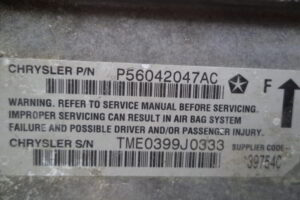 CHRYSLER P/N P56042047AC F
WARNING. REFER TO SERVICE MANUAL BEFORE SERVICING.
IMPROPER SERVICING CAN RESULT IN AIR BAG SYSTEM
FAILURE AND POSSIBLE DRIVER AND/OR PASSENGER INJURY.
CHRYSLER S/N TME0399J0333 SUPPLIER CODE
39754C